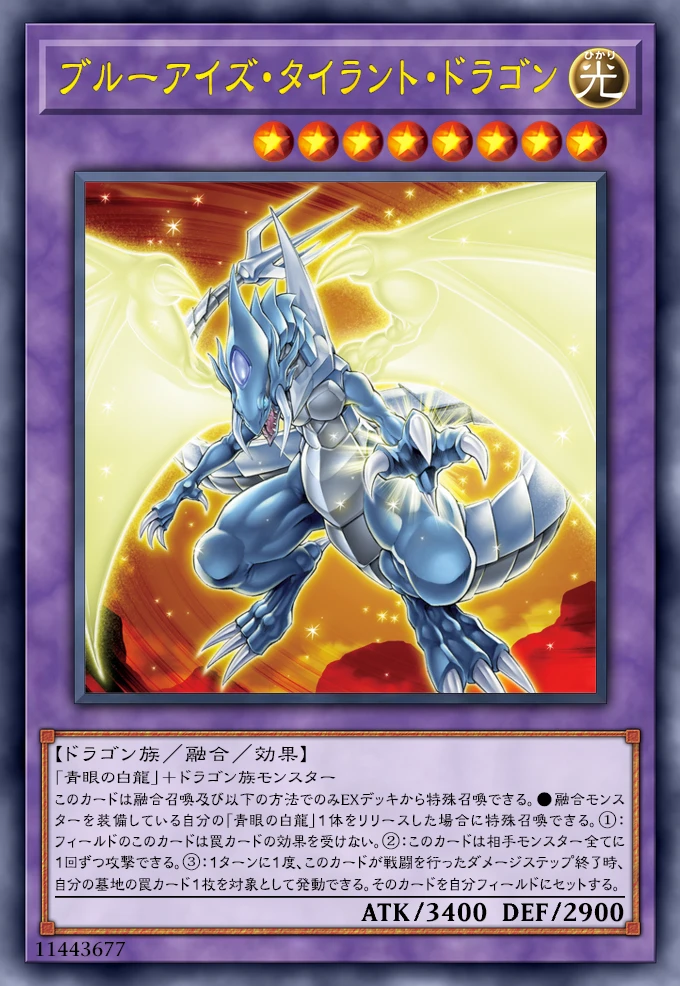 ブルーアイズ・タイラント・ドラゴン
ひかり
光
【ドラゴン族／融合／効果】
「青眼の白龍」＋ドラゴン族モンスター
このカードは融合召喚及び以下の方法でのみEXデッキから特殊召喚できる。●融合モンス
ターを装備している自分の「青眼の白龍」１体をリリースした場合に特殊召喚できる。①：
フィールドのこのカードは罠カードの効果を受けない。②：このカードは相手モンスター全てに
１回ずつ攻撃できる。③：１ターンに１度、このカードが戦闘を行ったダメージステップ終了時、
自分の墓地の罠カード１枚を対象として発動できる。そのカードを自分フィールドにセットする。
ATK/3400 DEF/2900
11443677